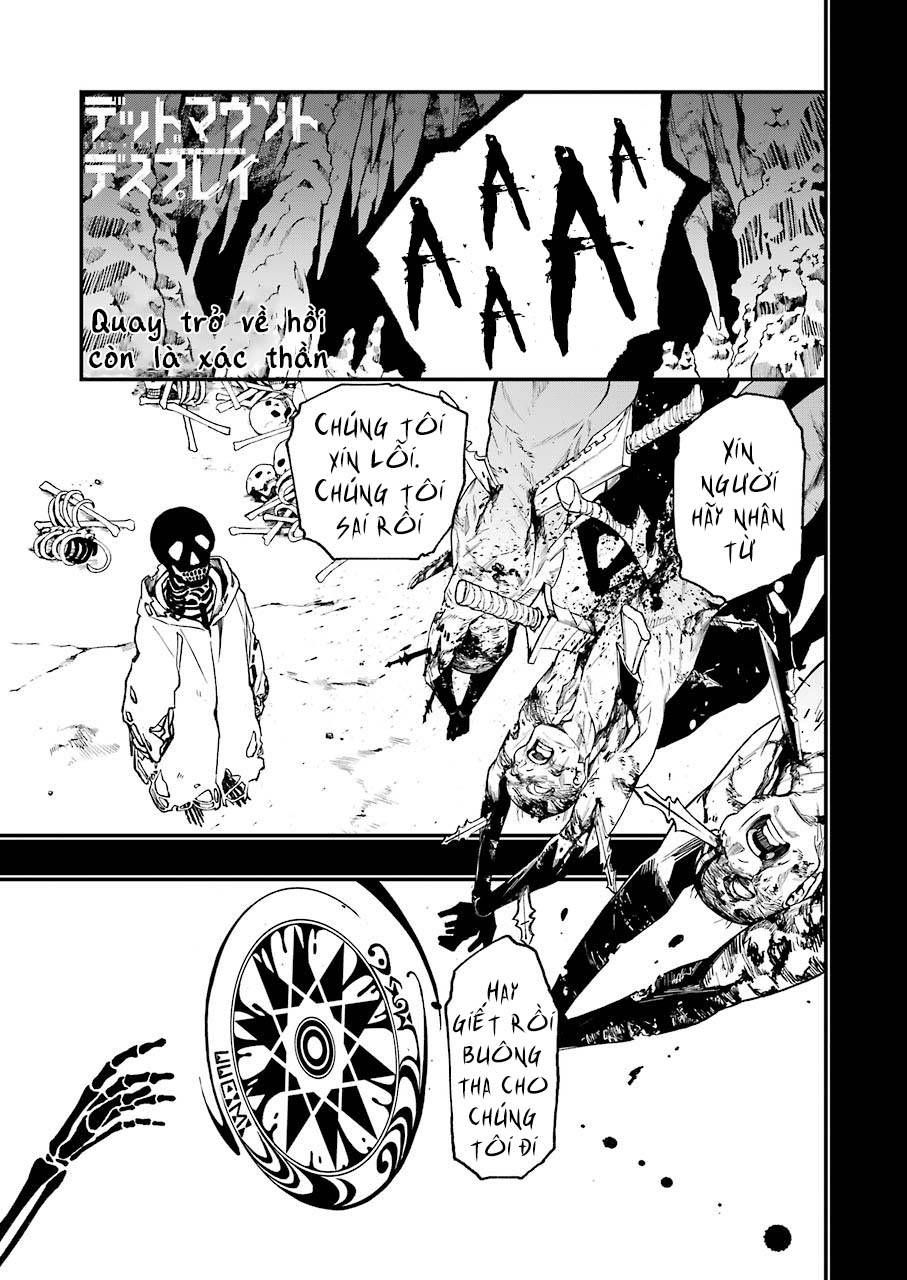 デッドマウント
デスプレイ
A
A
A
A
A
A
Quay trở về hồi
còn là xác thần
XIN
NGƯỜI
HÃY NHÂN
TỪ
CHÚNG TÔI
XIN LỖI.
CHÚNG TÔI
SAI RỒI
HAY
GIẾT RỒI
BUÔNG
THA CHO
CHÚNG
TÔI ĐI